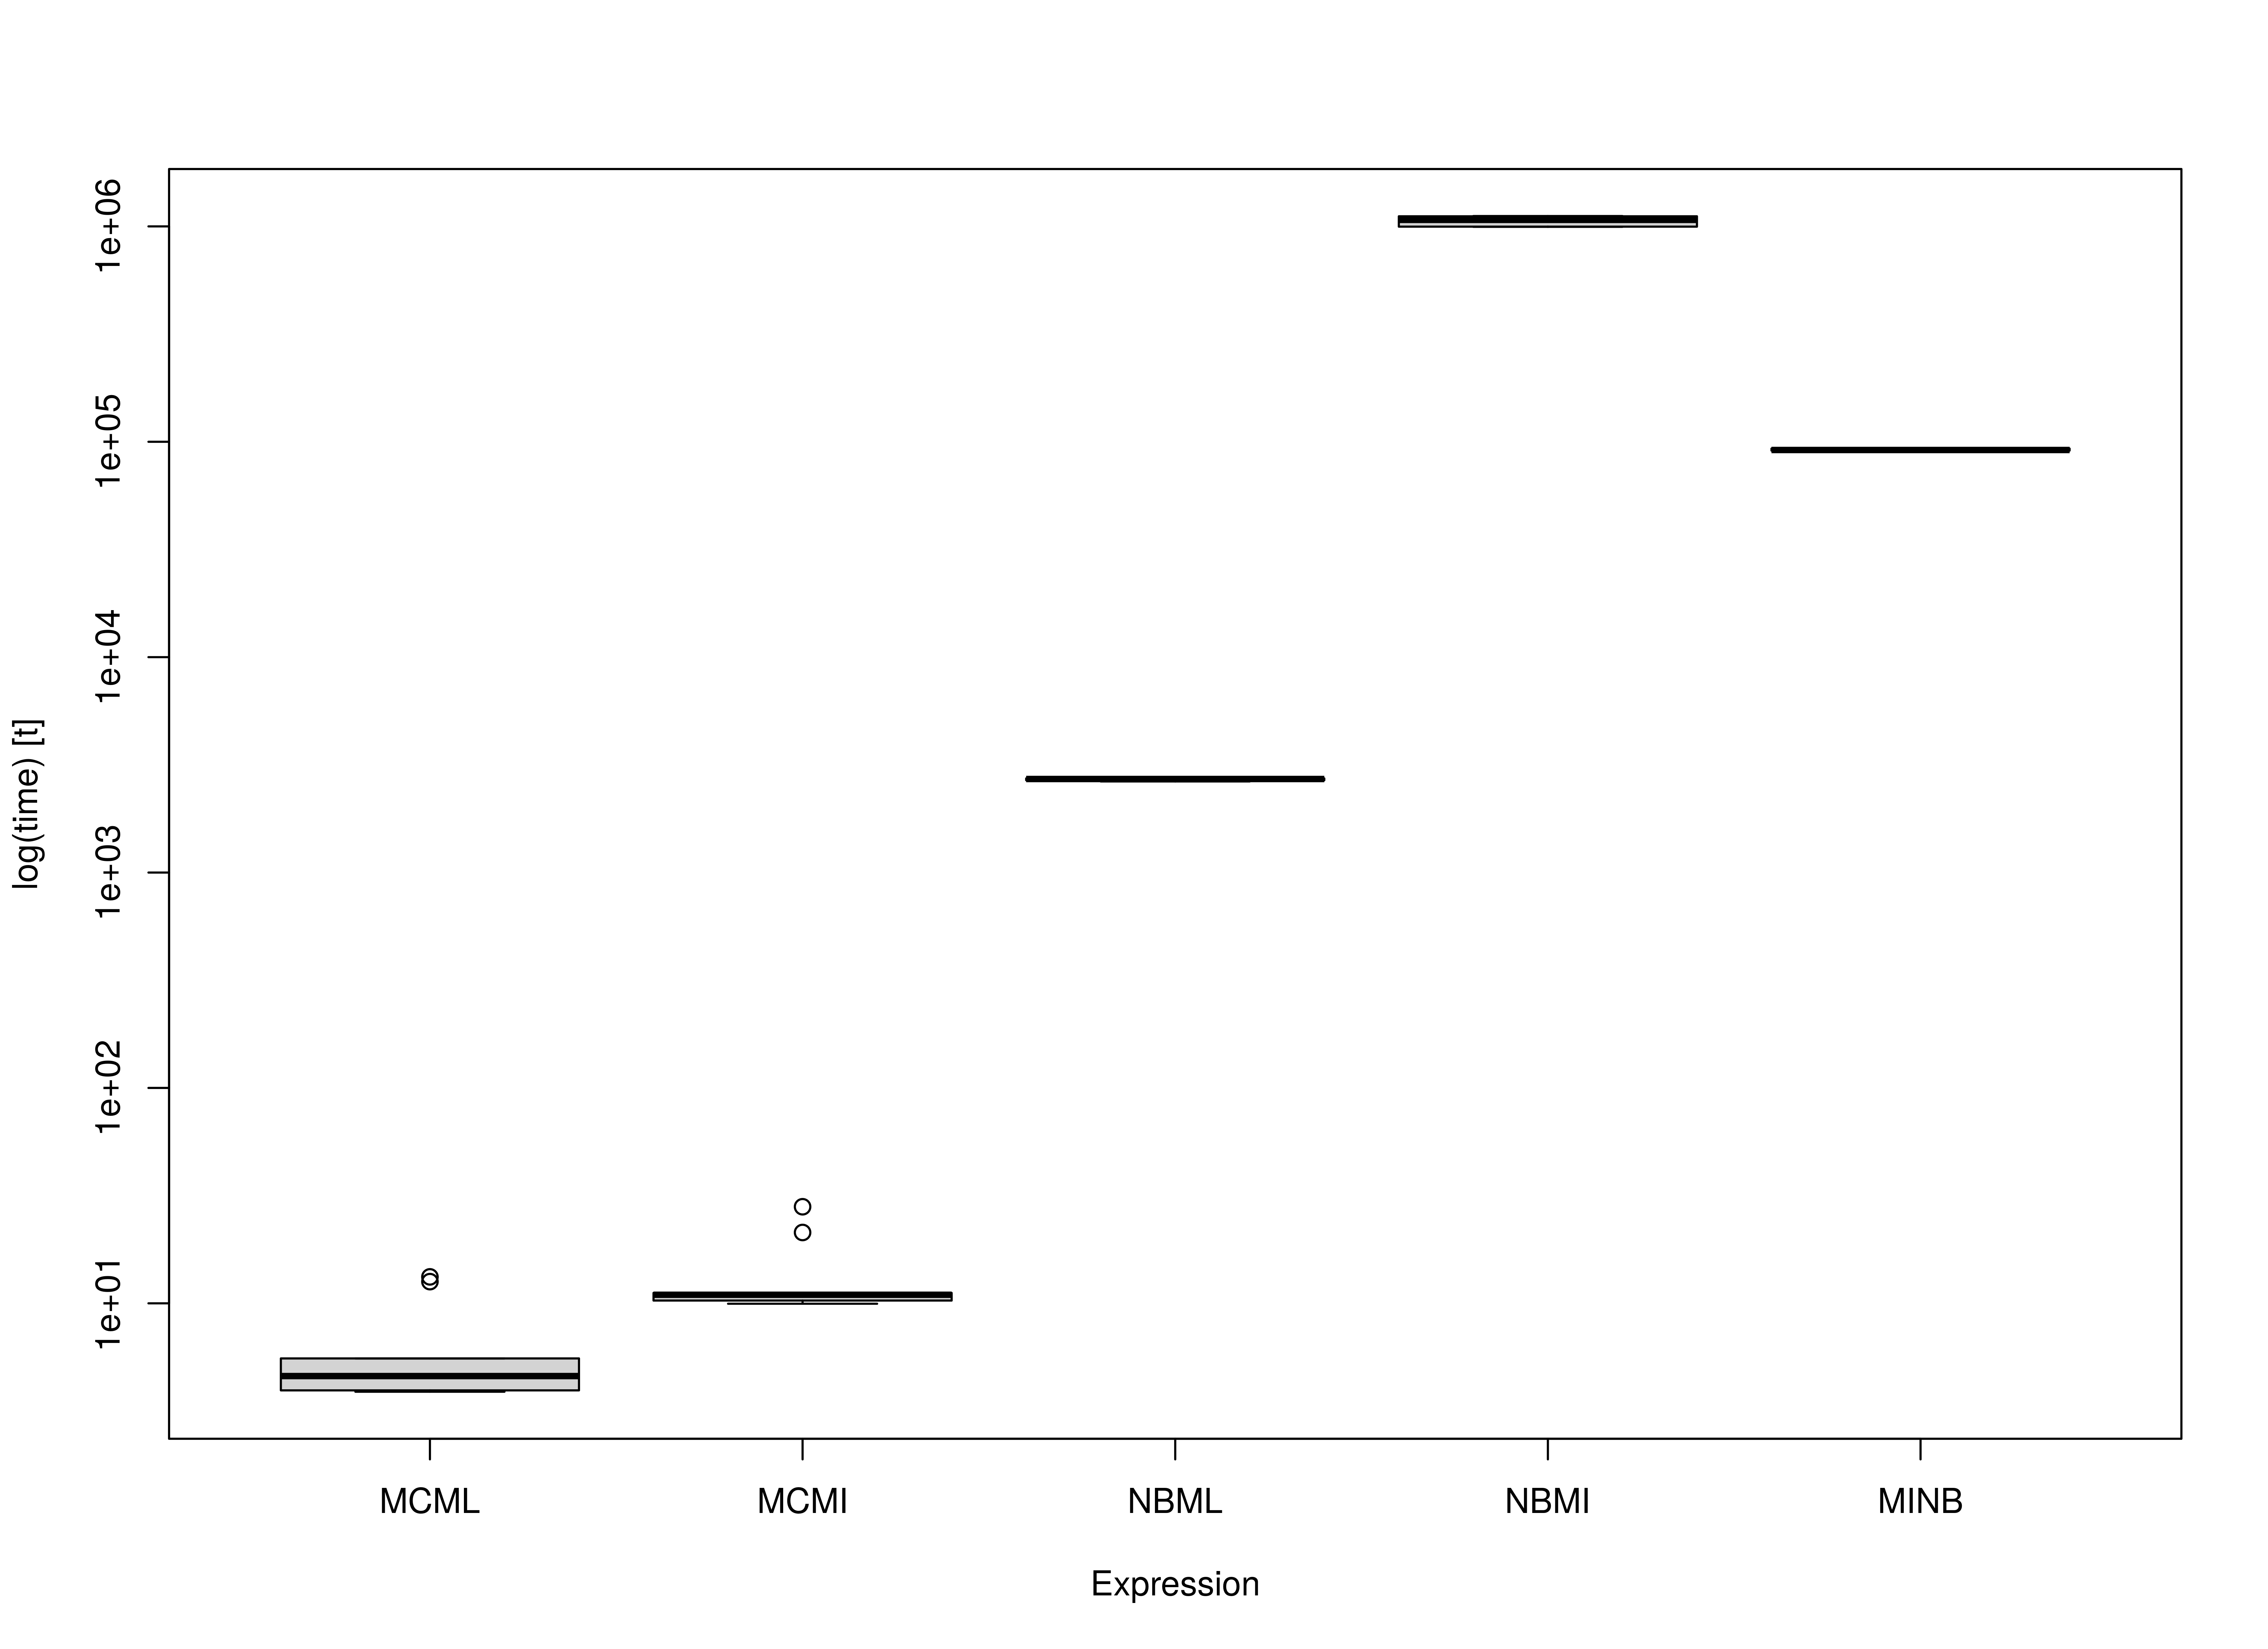 log(time) [t]
1e+06
1e+05
1e+04
1e+03
1e+02
1e+01
MCML MCMI NBML NBMI MINB
Expression